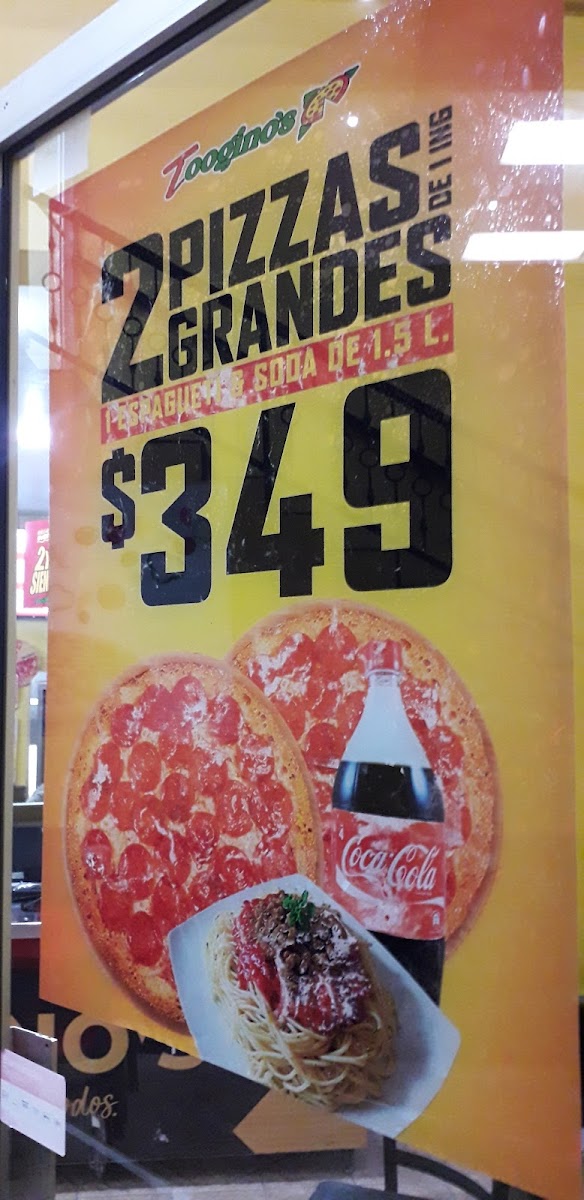 Toogino's
2 PIZZAS
GRANDES
DE 1 ING
1 ESPAGUETI & SODA DE 1.5 L.
$349
Coca-Cola